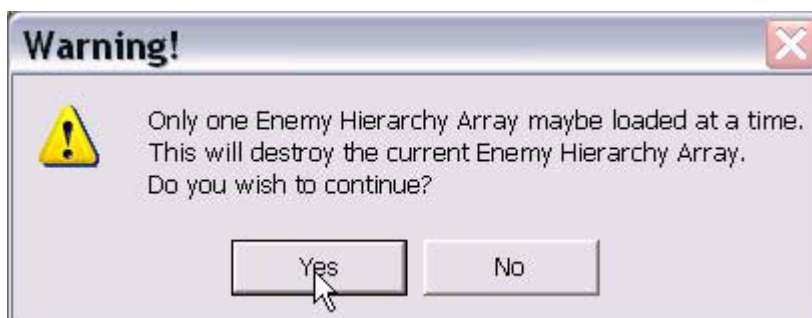 Warning!
Only one Enemy Hierarchy Array maybe loaded at a time.
This will destroy the current Enemy Hierarchy Array.
Do you wish to continue?
Yes No